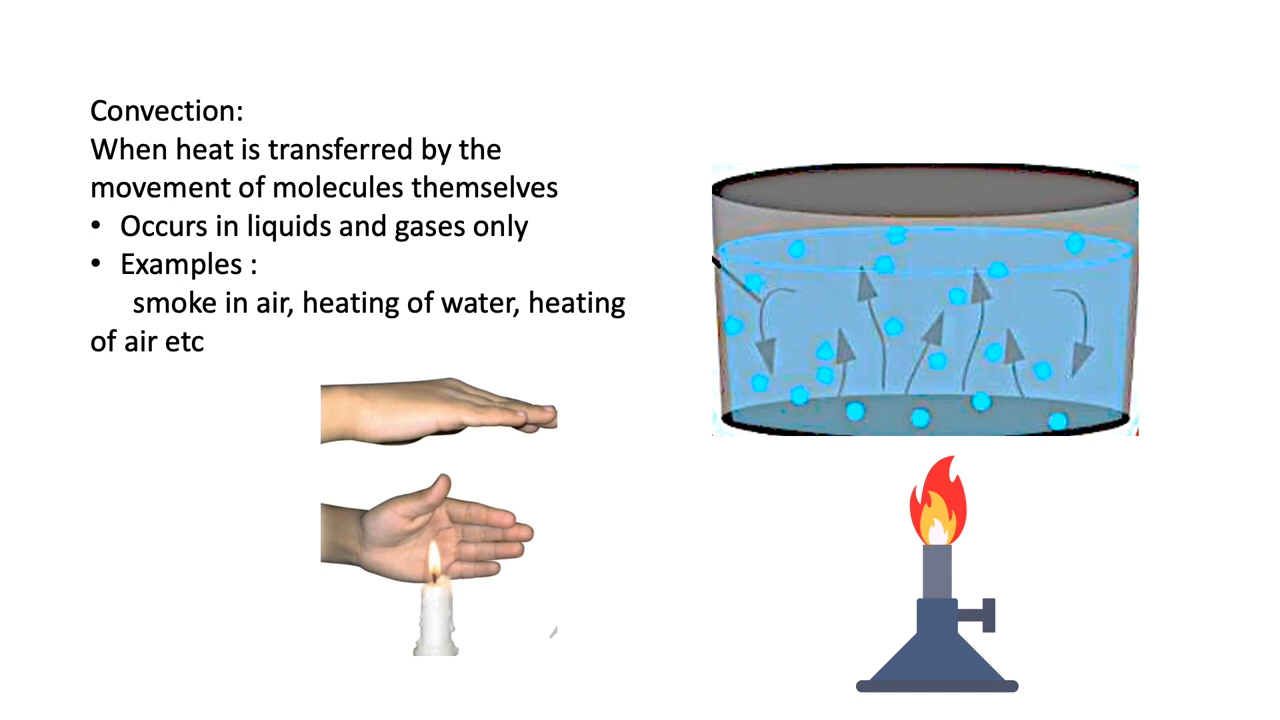 Convection:
When heat is transferred by the
movement of molecules themselves
• Occurs in liquids and gases only
• Examples :
smoke in air, heating of water, heating
of air etc